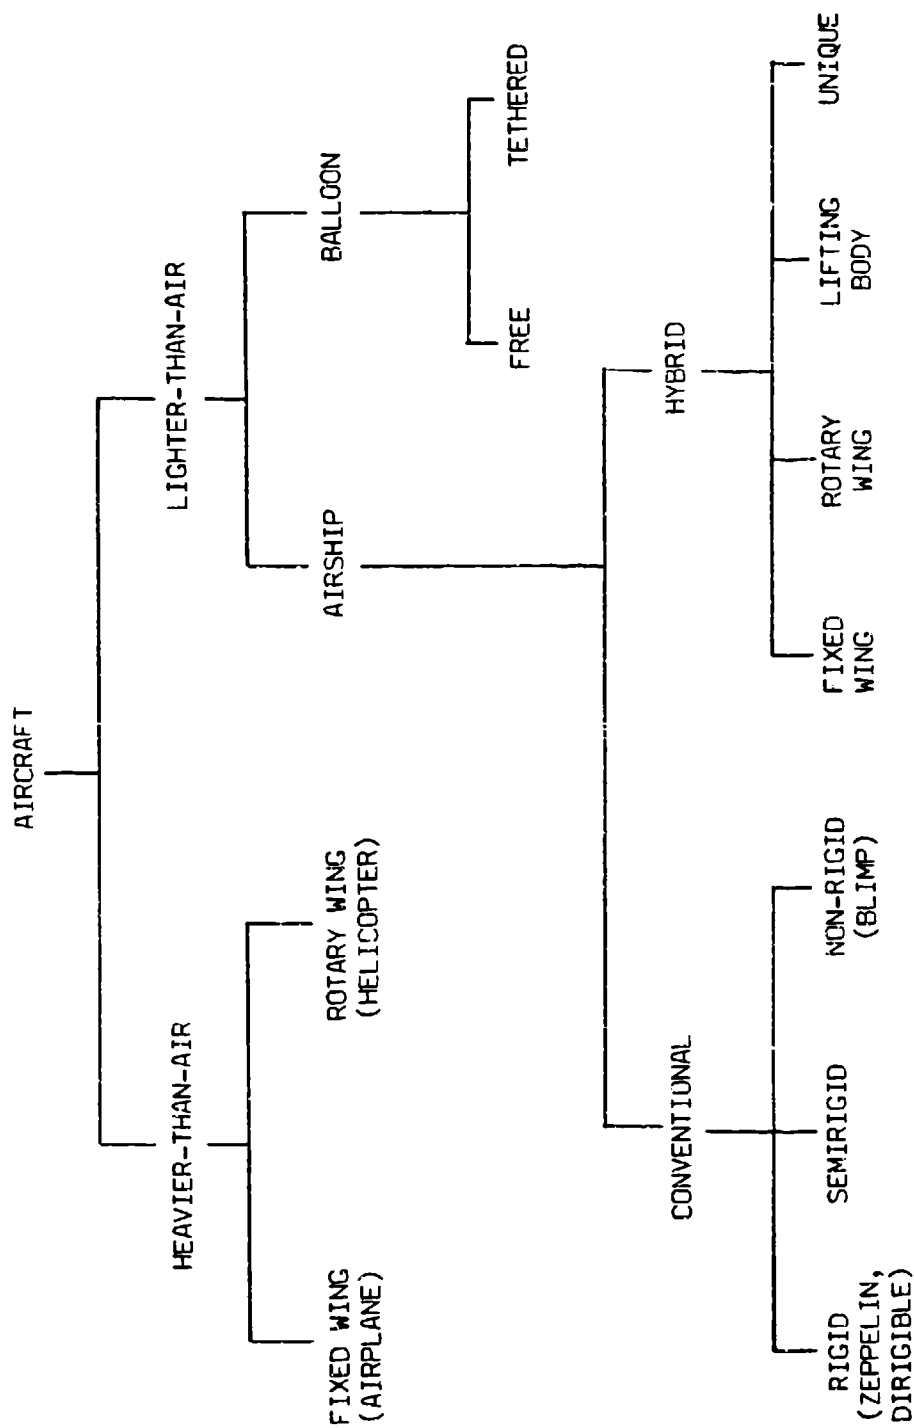 AIRCRAFT
HEAVIER-THAN-AIR
LIGHTER-THAN-AIR
FIXED WING
(AIRPLANE)
ROTARY WING
(HELICOPTER)
AIRSHIP
BALLOON
FREE
TETHERED
CONVENTIONAL
HYBRID
RIGID
(ZEPPELIN,
DIRIGIBLE)
SEMIRIGID
NON-RIGID
(BLIMP)
FIXED
WING
ROTARY
WING
LIFTING
BODY
UNIQUE